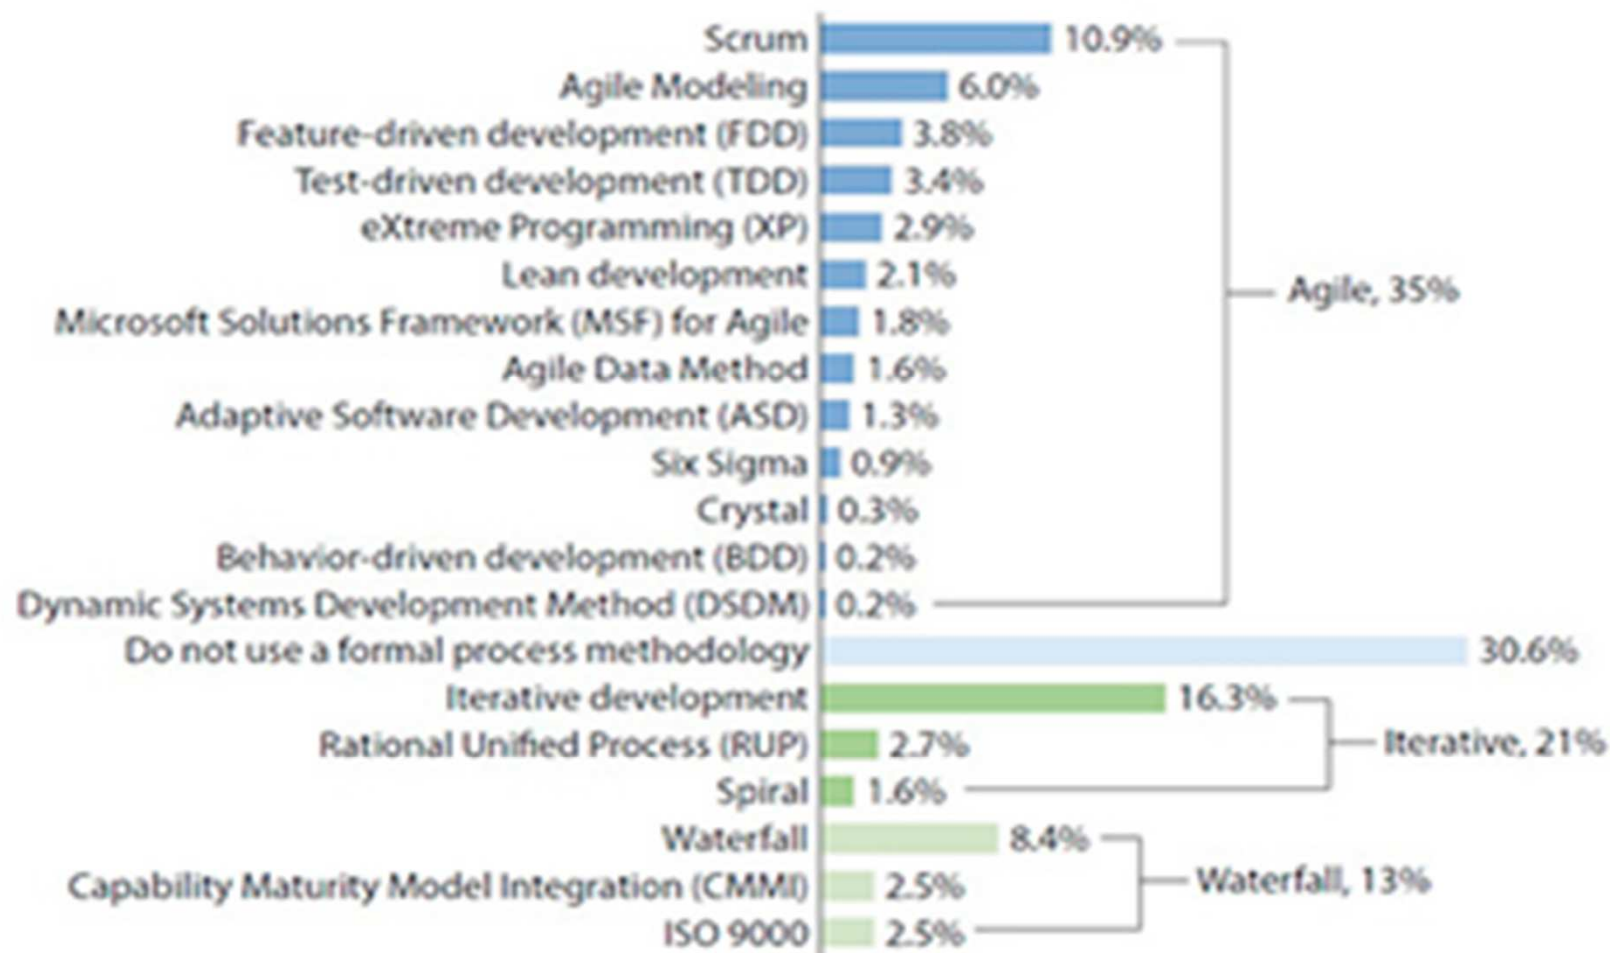 Scrum 10.9%
Agile Modeling 6.0%
Feature-driven development (FDD) 3.8%
Test-driven development (TDD) 3.4%
eXtreme Programming (XP) 2.9%
Lean development 2.1%
Agile, 35%
Microsoft Solutions Framework (MSF) for Agile 1.8%
Agile Data Method 1.6%
Adaptive Software Development (ASD) 1.3%
Six Sigma 0.9%
Crystal 0.3%
Behavior-driven development (BDD) 0.2%
Dynamic Systems Development Method (DSDM) 0.2%
Do not use a formal process methodology 30.6%
Iterative development 16.3%
Rational Unified Process (RUP) 2.7%
Iterative, 21%
Spiral 1.6%
Waterfall 8.4%
Capability Maturity Model Integration (CMMI) 2.5%
Waterfall, 13%
ISO 9000 2.5%